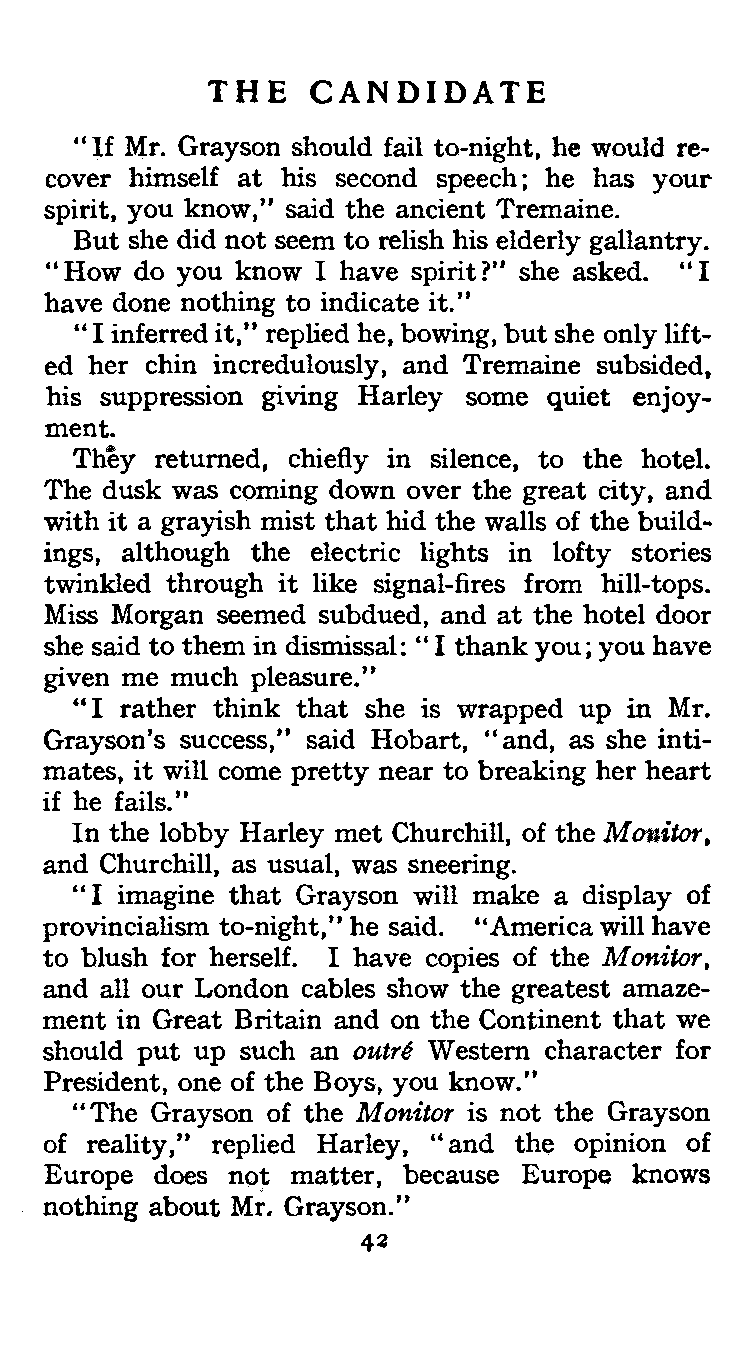 THE CANDIDATE
"If Mr. Grayson should fail to-night, he would re-
cover himself at his second speech; he has your
spirit, you know," said the ancient Tremaine.
But she did not seem to relish his elderly gallantry.
"How do you know I have spirit?" she asked. "I
have done nothing to indicate it."
"I inferred it," replied he, bowing, but she only lift-
ed her chin incredulously, and Tremaine subsided,
his suppression giving Harley some quiet enjoy-
ment.
They returned, chiefly in silence, to the hotel.
The dusk was coming down over the great city, and
with it a grayish mist that hid the walls of the build-
ings, although the electric lights in lofty stories
twinkled through it like signal-fires from hill-tops.
Miss Morgan seemed subdued, and at the hotel door
she said to them in dismissal: "I thank you; you have
given me much pleasure."
"I rather think that she is wrapped up in Mr.
Grayson's success," said Hobart, "and, as she inti-
mates, it will come pretty near to breaking her heart
if he fails."
In the lobby Harley met Churchill, of the Monitor,
and Churchill, as usual, was sneering.
"I imagine that Grayson will make a display of
provincialism to-night," he said. "America will have
to blush for herself. I have copies of the Monitor,
and all our London cables show the greatest amaze-
ment in Great Britain and on the Continent that we
should put up such an outré Western character for
President, one of the Boys, you know."
"The Grayson of the Monitor is not the Grayson
of reality," replied Harley, "and the opinion of
Europe does not matter, because Europe knows
nothing about Mr. Grayson."
42